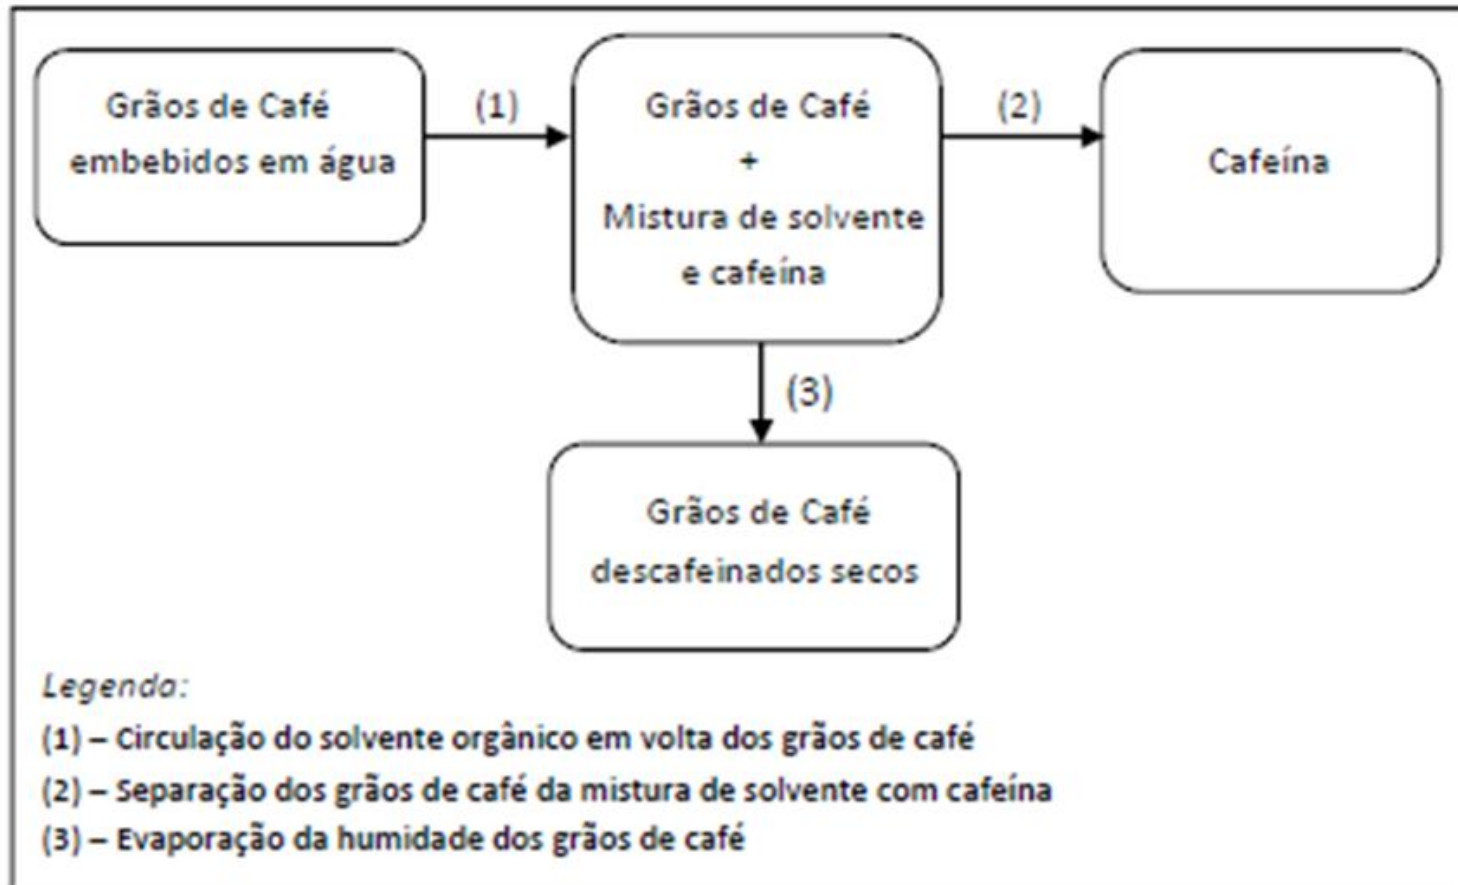 Grãos de Café
embebidos em água
(1)
Grãos de Café
+
Mistura de solvente
e cafeína
(2)
Cafeína
(3)
Grãos de Café
descafeinados secos
Legenda:
(1) – Circulação do solvente orgânico em volta dos grãos de café
(2) – Separação dos grãos de café da mistura de solvente com cafeína
(3) – Evaporação da humidade dos grãos de café